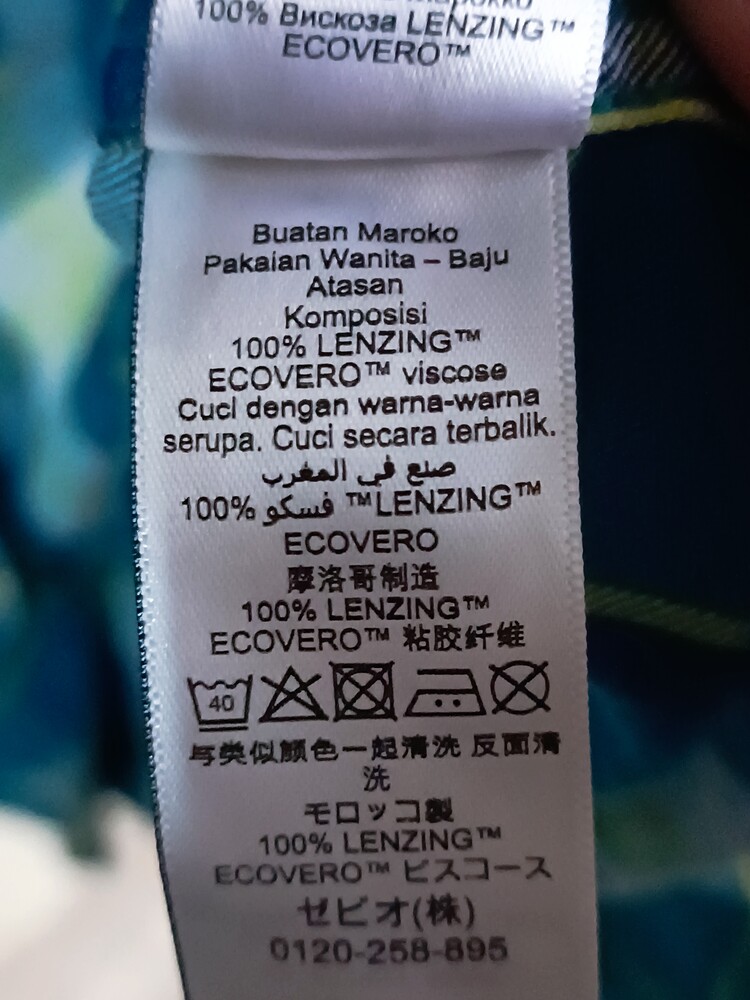 100% Вискоза LENZING™
ECOVERO™
Buatan Maroko
Pakaian Wanita – Baju
Atasan
Komposisi
100% LENZING™
ECOVERO™ viscose
Cuci dengan warna-warna
serupa. Cuci secara terbalik.
صنع في المغرب
100% فسكو ™LENZING™
ECOVERO
摩洛哥制造
100% LENZING™
ECOVERO™ 粘胶纤维
40
与类似颜色一起清洗 反面清
洗
モロッコ製
100% LENZING™
ECOVERO™ ビスコース
ゼビオ(株)
0120-258-895